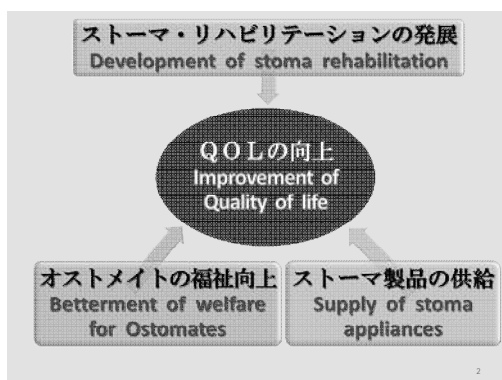 ストーマ・リハビリテーションの発展
Development of stoma rehabilitation
ＱＯＬの向上
Improvement of
Quality of life
オストメイトの福祉向上
Betterment of welfare
for Ostomates
ストーマ製品の供給
Supply of stoma
appliances
2